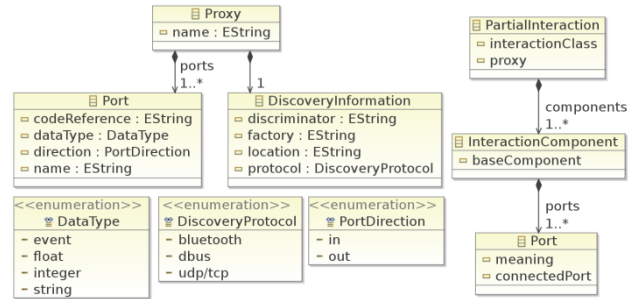 Proxy
name : EString
ports
1..*
1
Port
codeReference : EString
dataType : DataType
direction : PortDirection
name : EString
DiscoveryInformation
discriminator : EString
factory : EString
location : EString
protocol : DiscoveryProtocol
<<enumeration>>
DataType
event
float
integer
string
<<enumeration>>
DiscoveryProtocol
bluetooth
dbus
udp/tcp
<<enumeration>>
PortDirection
in
out
PartialInteraction
interactionClass
proxy
components
1..*
InteractionComponent
baseComponent
ports
1..*
Port
meaning
connectedPort